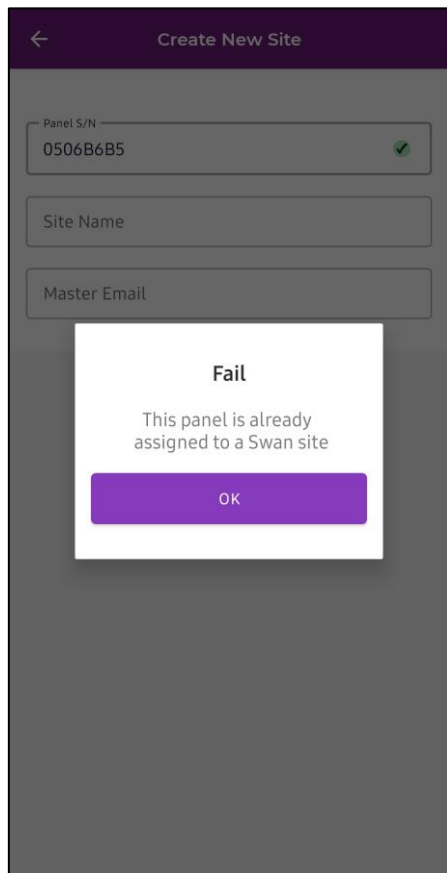 Create New Site
Panel S/N
0506B6B5
Site Name
Master Email
Fail
This panel is already
assigned to a Swan site
OK